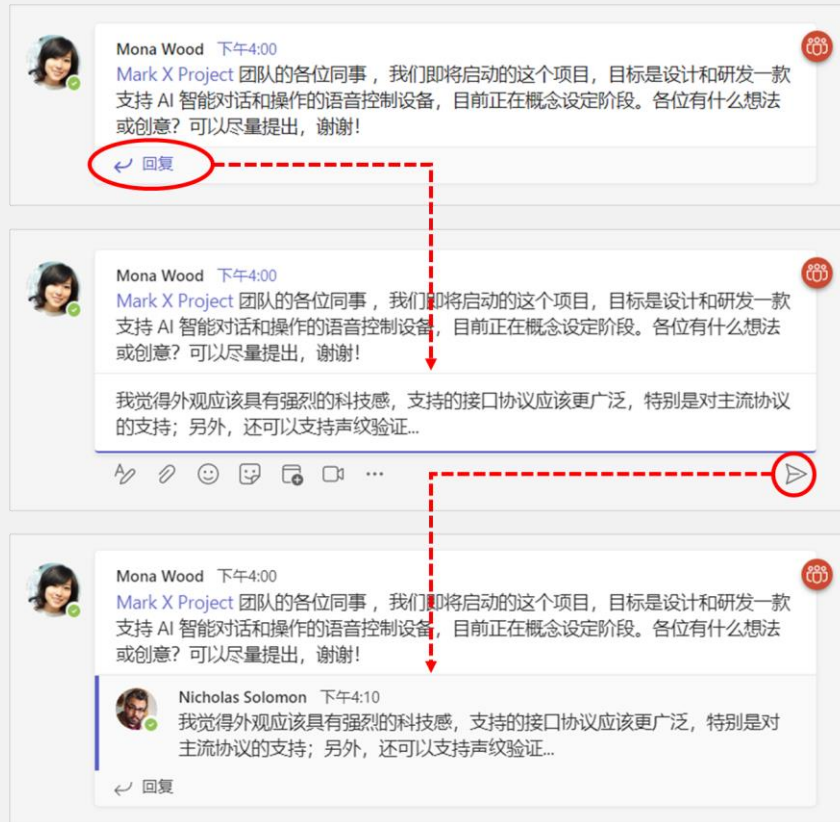 Mona Wood 下午4:00
Mark X Project 团队的各位同事 ，我们即将启动的这个项目，目标是设计和研发一款
支持 AI 智能对话和操作的语音控制设备，目前正在概念设定阶段。各位有什么想法
或创意？可以尽量提出，谢谢！
回复
Mona Wood 下午4:00
Mark X Project 团队的各位同事 ，我们即将启动的这个项目，目标是设计和研发一款
支持 AI 智能对话和操作的语音控制设备，目前正在概念设定阶段。各位有什么想法
或创意？可以尽量提出，谢谢！
我觉得外观应该具有强烈的科技感，支持的接口协议应该更广泛，特别是对主流协议
的支持；另外，还可以支持声纹验证...
Mona Wood 下午4:00
Mark X Project 团队的各位同事 ，我们即将启动的这个项目，目标是设计和研发一款
支持 AI 智能对话和操作的语音控制设备，目前正在概念设定阶段。各位有什么想法
或创意？可以尽量提出，谢谢！
Nicholas Solomon 下午4:10
我觉得外观应该具有强烈的科技感，支持的接口协议应该更广泛，特别是对
主流协议的支持；另外，还可以支持声纹验证...
回复